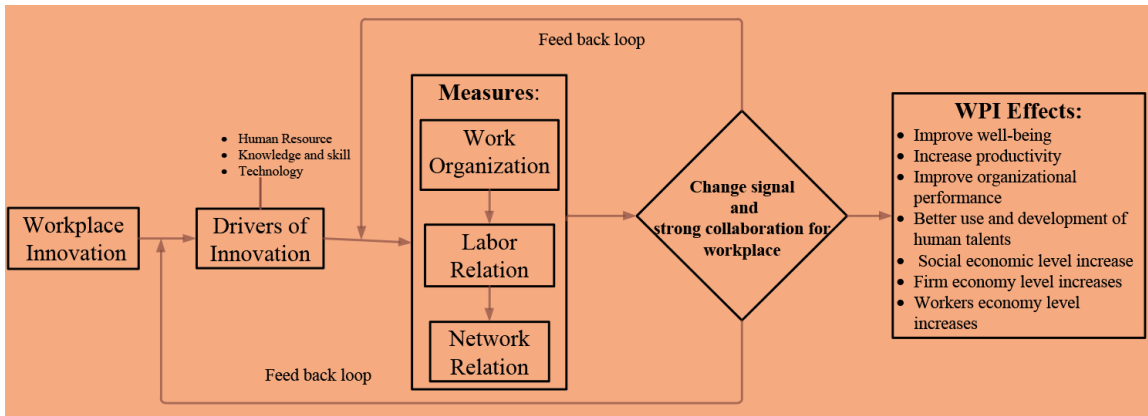 Feed back loop
Measures:
Work
Organization
Labor
Relation
Network
Relation
• Human Resource
• Knowledge and skill
• Technology
Workplace
Innovation
Drivers of
Innovation
Change signal
and
strong collaboration for
workplace
WPI Effects:
• Improve well-being
• Increase productivity
• Improve organizational
performance
• Better use and development of
human talents
• Social economic level increase
• Firm economy level increases
• Workers economy level
increases
Feed back loop